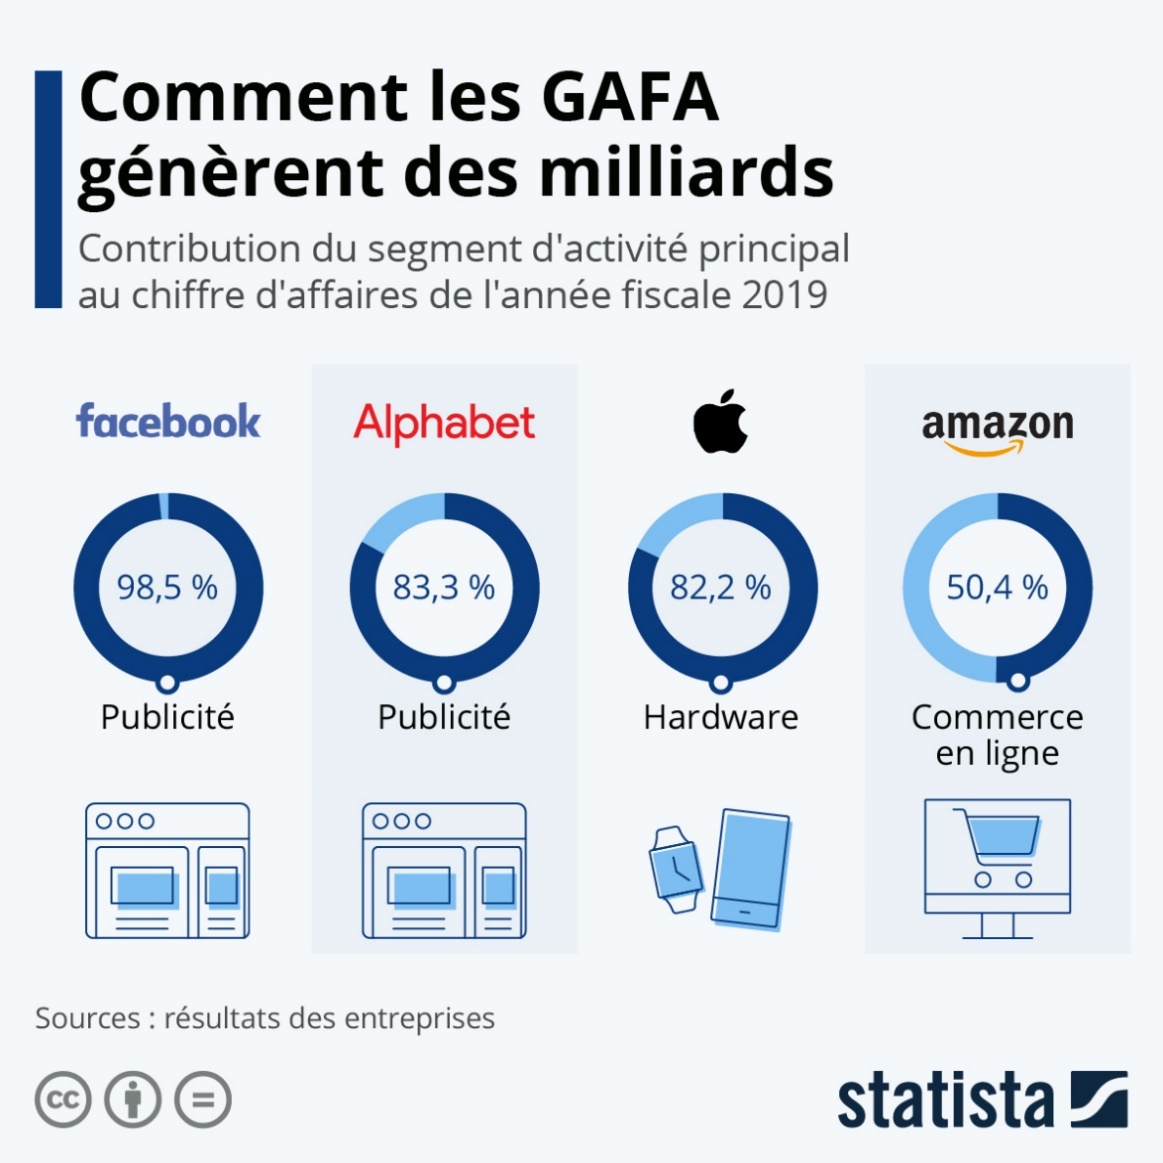 Comment les GAFA
génèrent des milliards
Contribution du segment d'activité principal
au chiffre d'affaires de l'année fiscale 2019
facebook
98,5 %
Publicité
Alphabet
83,3 %
Publicité
82,2 %
Hardware
amazon
50,4 %
Commerce
en ligne
Sources : résultats des entreprises
cc
=
statista